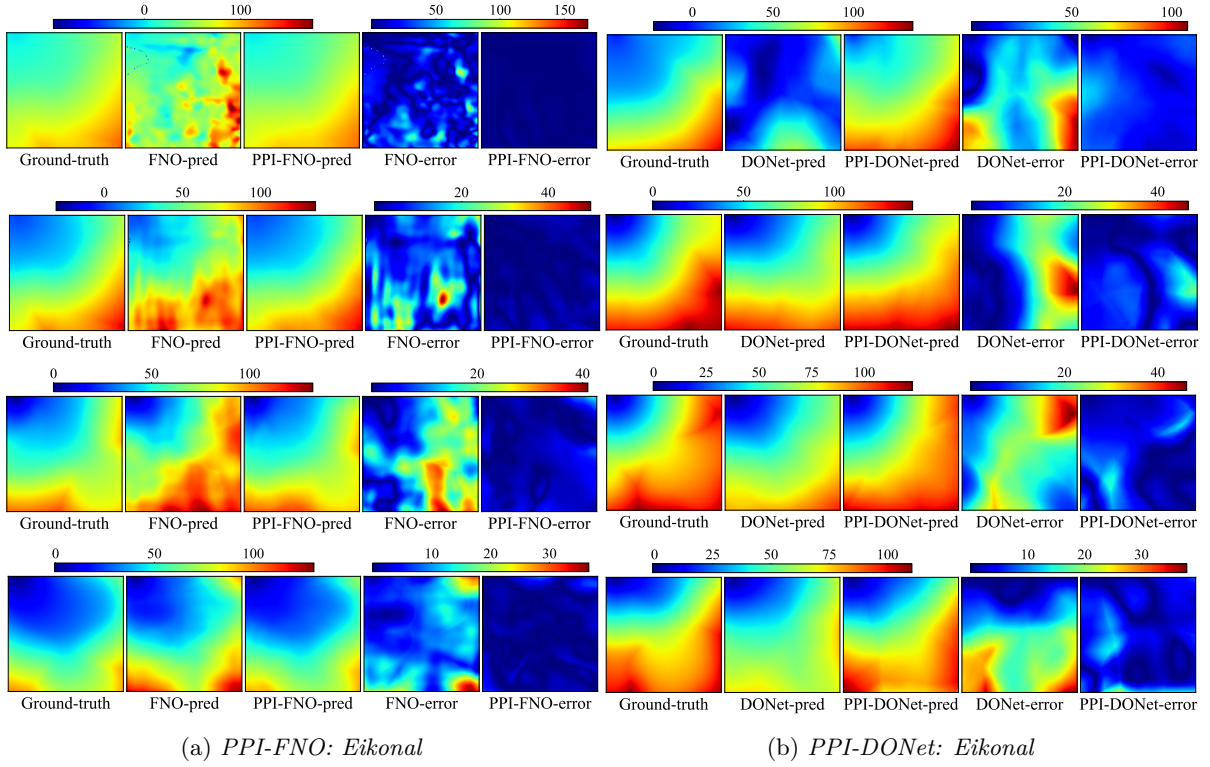 0 50 100 150
Ground-truth FNO-pred PPI-FNO-pred FNO-error PPI-FNO-error
0 50 100 20 40
Ground-truth FNO-pred PPI-FNO-pred FNO-error PPI-FNO-error
0 50 100 20 40
Ground-truth FNO-pred PPI-FNO-pred FNO-error PPI-FNO-error
0 50 100 10 20 30
Ground-truth FNO-pred PPI-FNO-pred FNO-error PPI-FNO-error
(a) PPI-FNO: Eikonal
0 50 100 50 100
Ground-truth DONet-pred PPI-DONet-pred DONet-error PPI-DONet-error
0 50 100 20 40
Ground-truth DONet-pred PPI-DONet-pred DONet-error PPI-DONet-error
0 25 50 75 100 20 40
Ground-truth DONet-pred PPI-DONet-pred DONet-error PPI-DONet-error
0 25 50 75 100 10 20 30
Ground-truth DONet-pred PPI-DONet-pred DONet-error PPI-DONet-error
(b) PPI-DONet: Eikonal